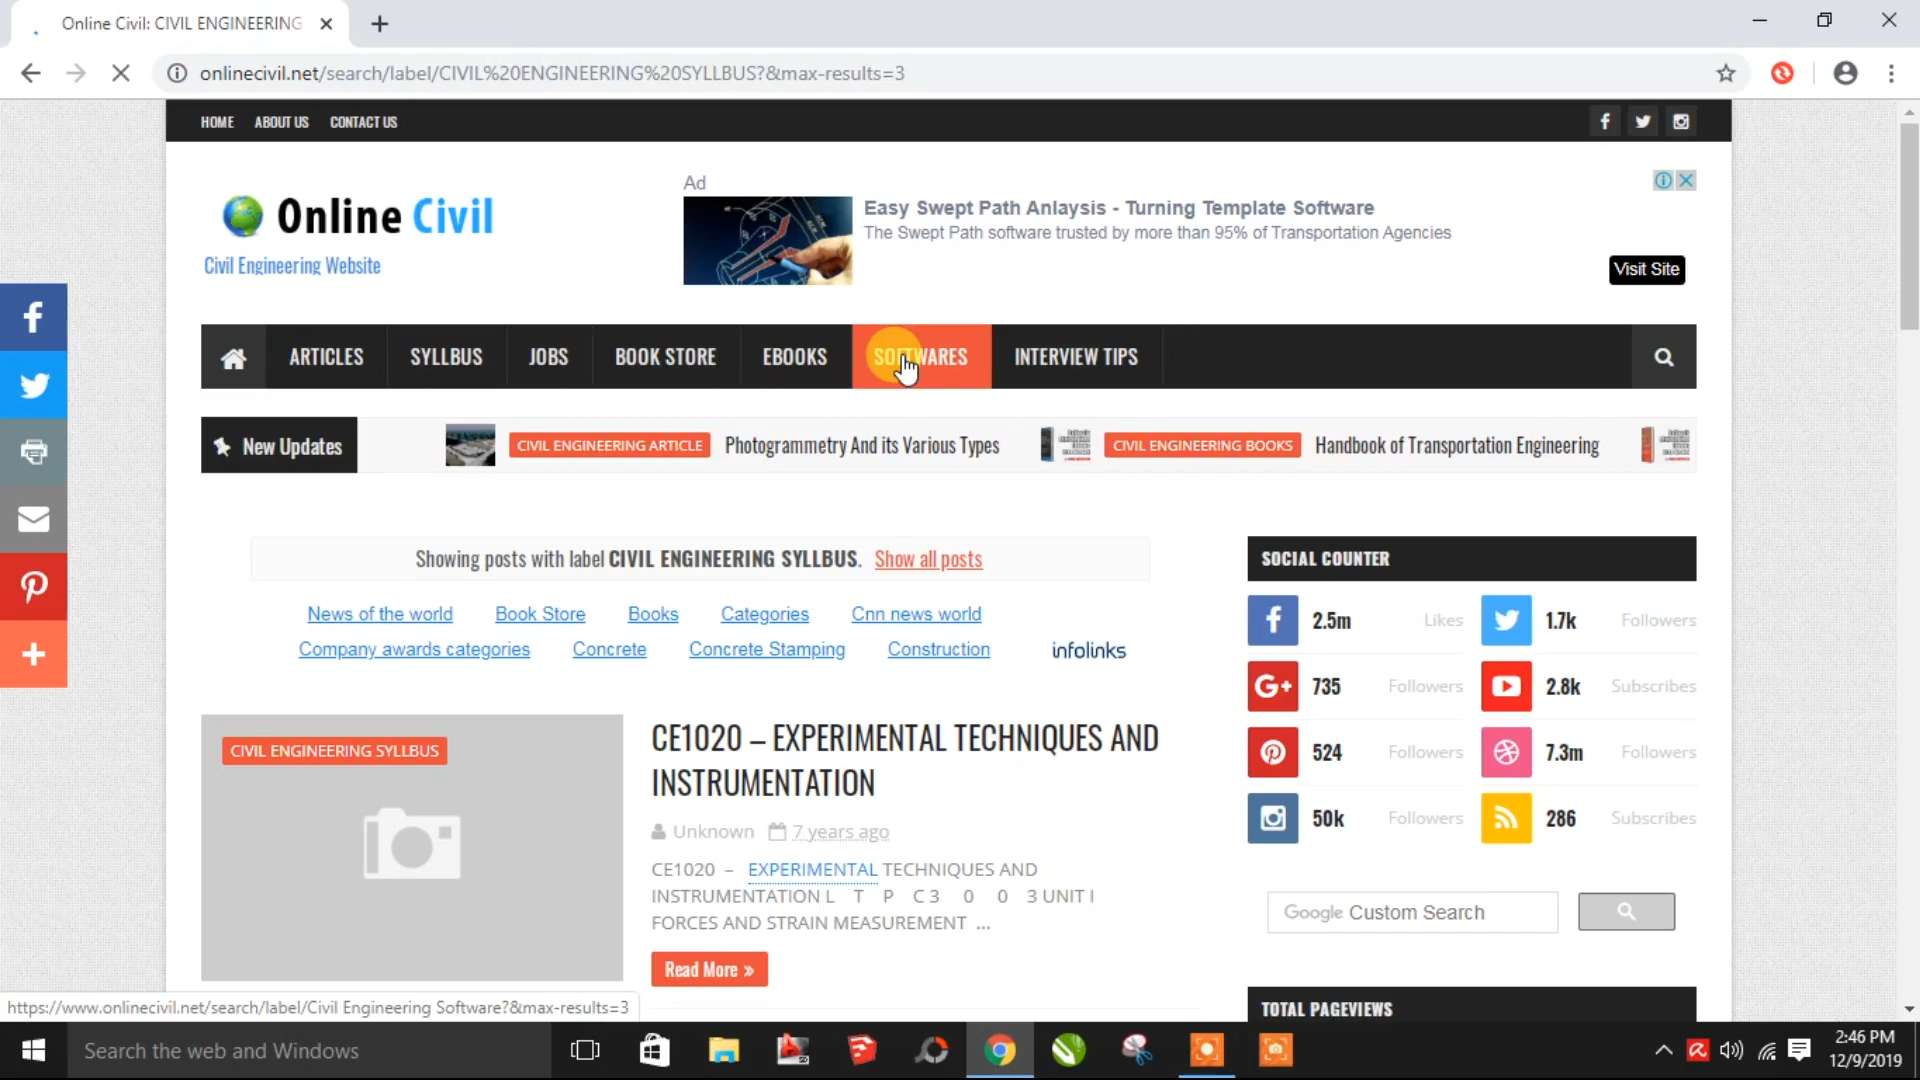 Online Civil: CIVIL ENGINEERING
onlinecivil.net/search/label/CIVIL%20ENGINEERING%20SYLLBUS?&max-results=3
HOME ABOUT US CONTACT US
Ad
Easy Swept Path Anlaysis - Turning Template Software
The Swept Path software trusted by more than 95% of Transportation Agencies
Visit Site
Online Civil
Civil Engineering Website
ARTICLES SYLLBUS JOBS BOOK STORE EBOOKS SOFTWARES INTERVIEW TIPS
New Updates CIVIL ENGINEERING ARTICLE Photogrammetry And its Various Types CIVIL ENGINEERING BOOKS Handbook of Transportation Engineering
Showing posts with label CIVIL ENGINEERING SYLLBUS. Show all posts
News of the world Book Store Books Categories Cnn news world
Company awards categories Concrete Concrete Stamping Construction infolinks
CIVIL ENGINEERING SYLLBUS
CE1020 – EXPERIMENTAL TECHNIQUES AND
INSTRUMENTATION
Unknown 7 years ago
CE1020 – EXPERIMENTAL TECHNIQUES AND
INSTRUMENTATION L T P C 3 0 0 3 UNIT I
FORCES AND STRAIN MEASUREMENT ...
Read More »
SOCIAL COUNTER
2.5m Likes 1.7k Followers
G+ 735 Followers 2.8k Subscribes
524 Followers 7.3m Followers
50k Followers 286 Subscribes
Google Custom Search
TOTAL PAGEVIEWS
https://www.onlinecivil.net/search/label/Civil Engineering Software?&max-results=3
Search the web and Windows
2:46 PM
12/9/2019